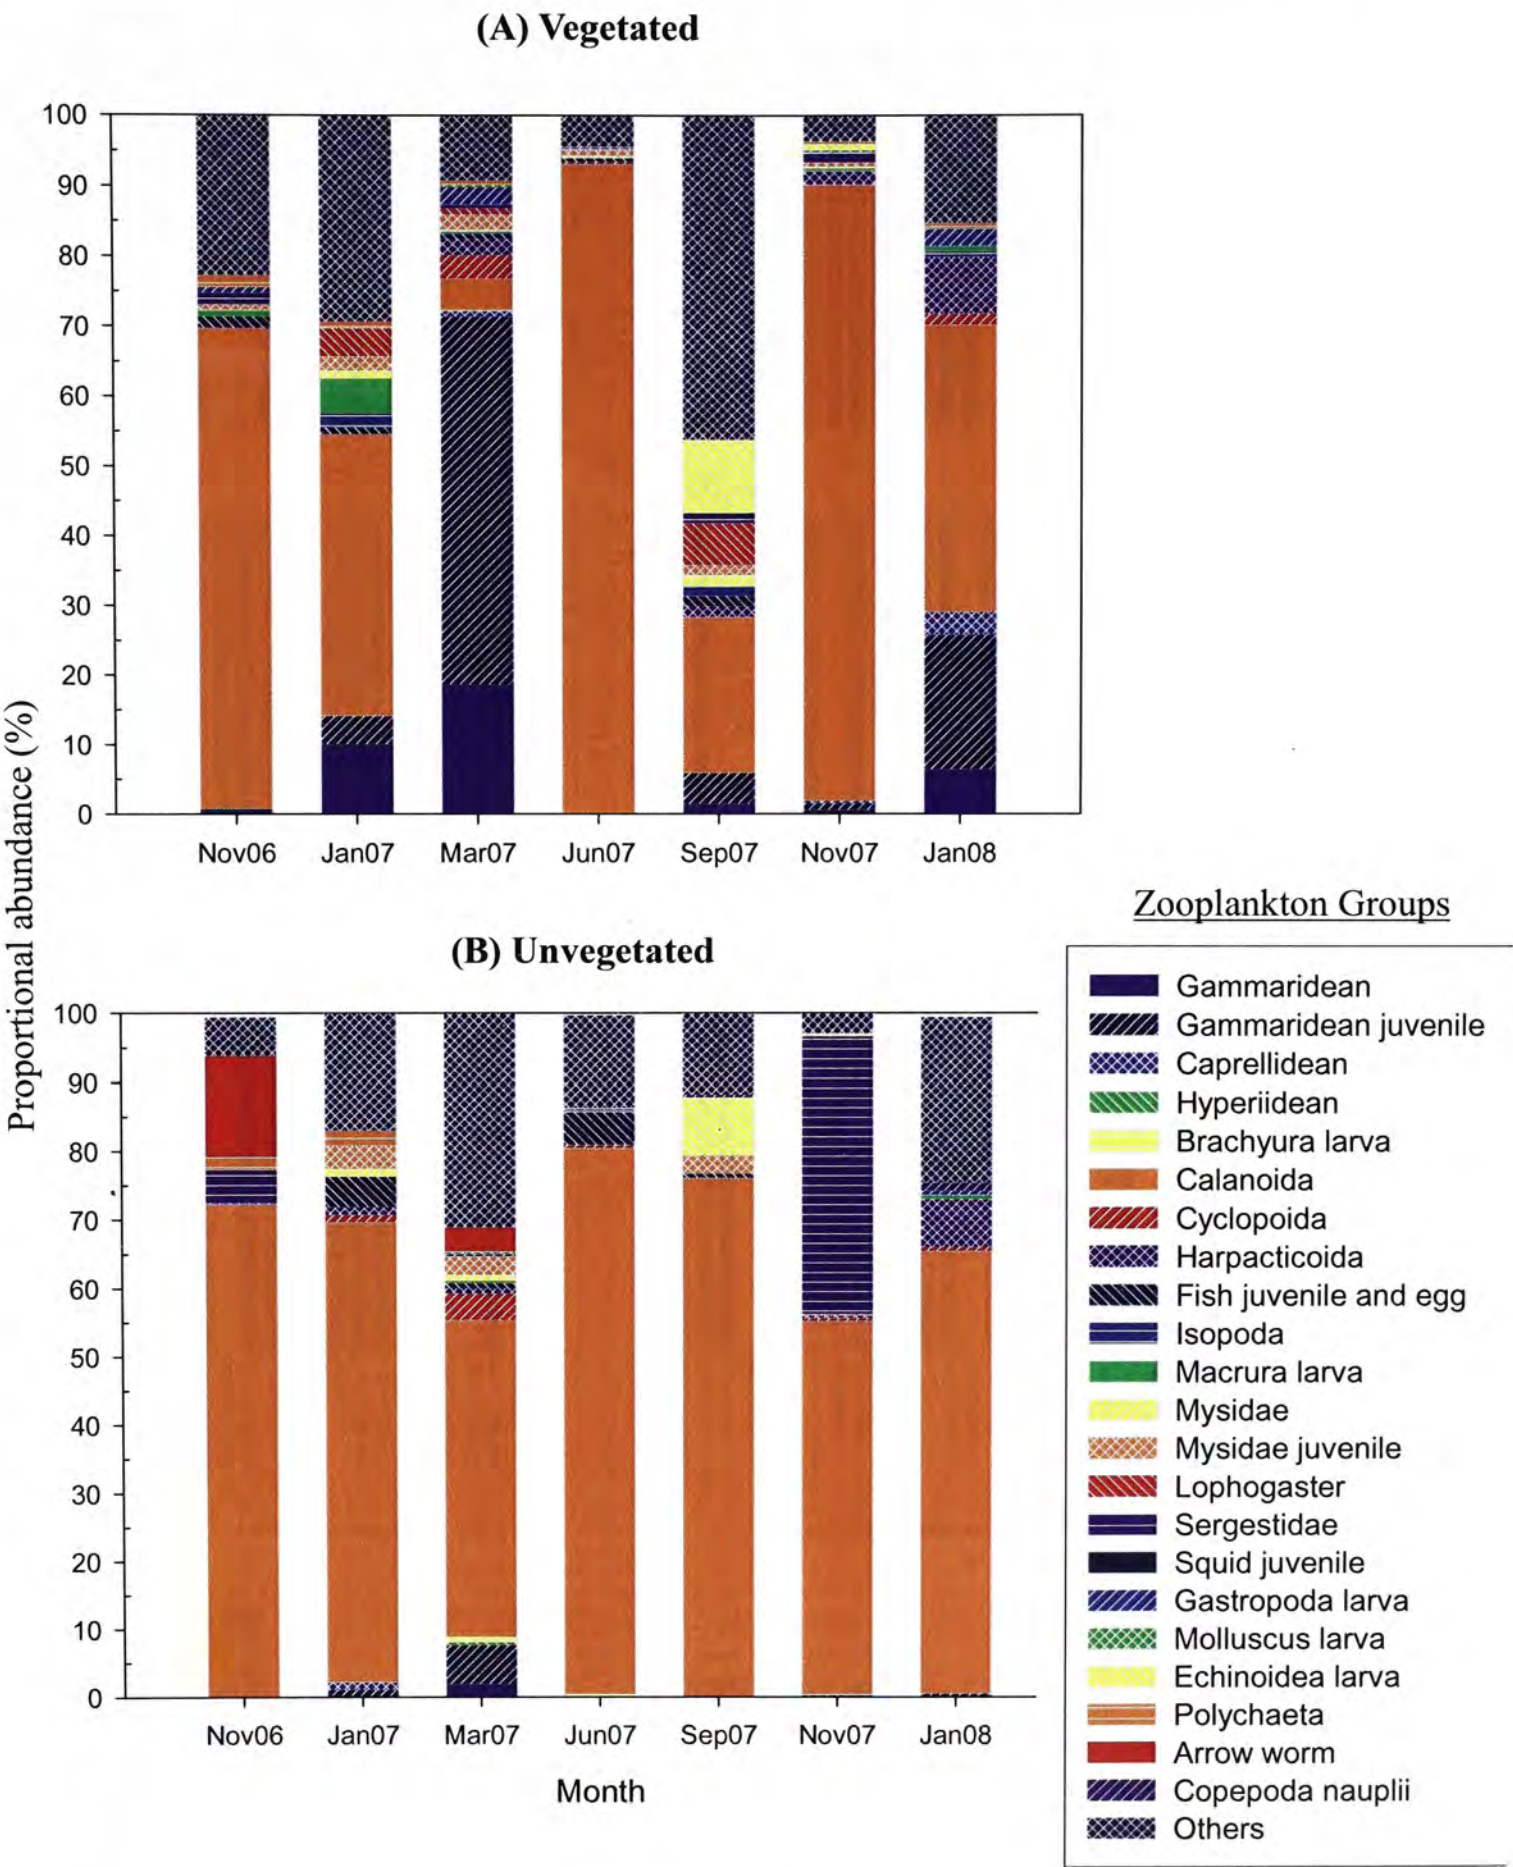 (A) Vegetated
100
90
80
70
60
50
40
30
20
10
0
Nov06 Jan07 Mar07 Jun07 Sep07 Nov07 Jan08
Proportional abundance (%)
(B) Unvegetated
100
90
80
70
60
50
40
30
20
10
0
Nov06 Jan07 Mar07 Jun07 Sep07 Nov07 Jan08
Month
Zooplankton Groups
Gammaridean
Gammaridean juvenile
Caprellidean
Hyperiidean
Brachyura larva
Calanoida
Cyclopoida
Harpacticoida
Fish juvenile and egg
Isopoda
Macrura larva
Mysidae
Mysidae juvenile
Lophogaster
Sergestidae
Squid juvenile
Gastropoda larva
Molluscus larva
Echinoidea larva
Polychaeta
Arrow worm
Copepoda nauplii
Others